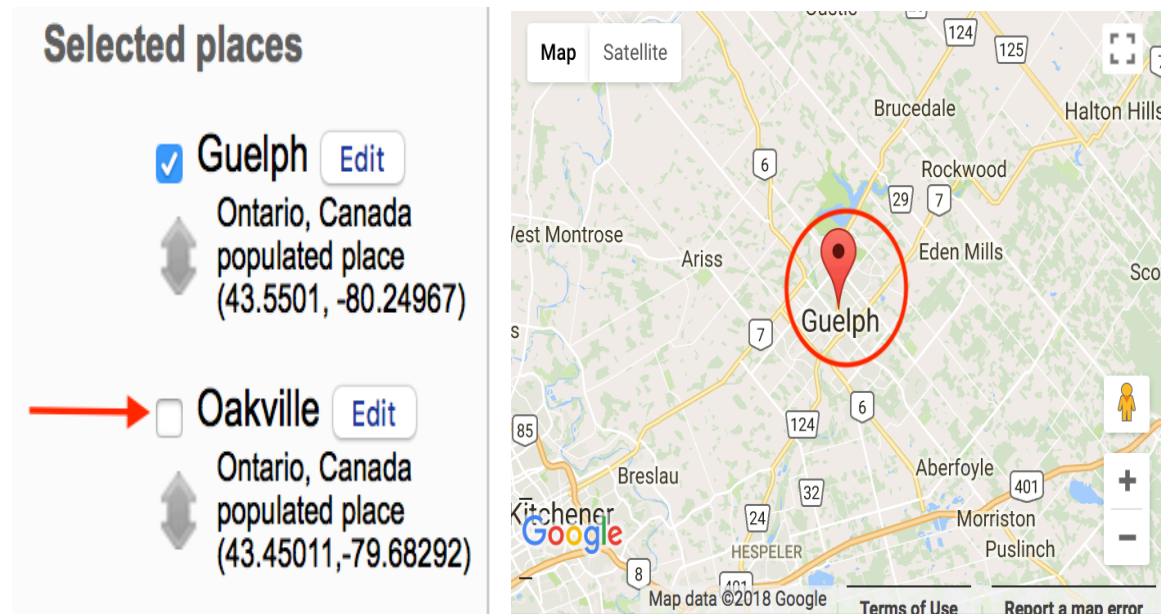 Selected places
Guelph Edit
Ontario, Canada
populated place
(43.5501, -80.24967)
Oakville Edit
Ontario, Canada
populated place
(43.45011,-79.68292)
Map Satellite
124
125
Brucedale
Halton Hills
6
Rockwood
29
7
West Montrose
Ariss
Eden Mills
Guelph
7
6
124
85
Breslau
Aberfoyle
401
32
Kitchener
24
Morriston
Google
HESPELER
Puslinch
8
401
Map data ©2018 Google
Terms of Use
Report a map error